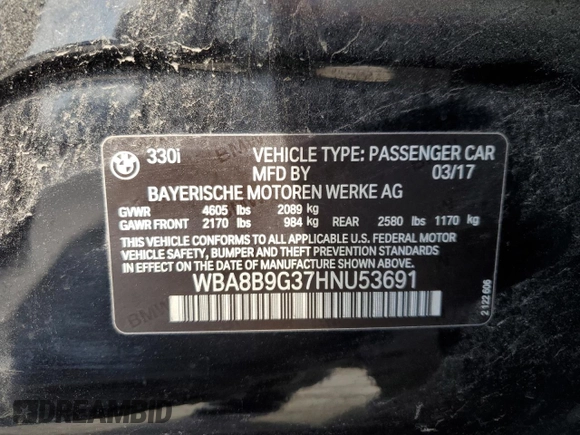 330i VEHICLE TYPE: PASSENGER CAR
MFD BY 03/17
BAYERISCHE MOTOREN WERKE AG
GVWR 4605 lbs 2089 kg
GAWR FRONT 2170 lbs 984 kg REAR 2580 lbs 1170 kg
THIS VEHICLE CONFORMS TO ALL APPLICABLE U.S. FEDERAL MOTOR
VEHICLE SAFETY, BUMPER AND THEFT PREVENTION STANDARDS
IN EFFECT ON THE DATE OF MANUFACTURE SHOWN ABOVE.
WBA8B9G37HNU53691
2 122 606
DREAMBID